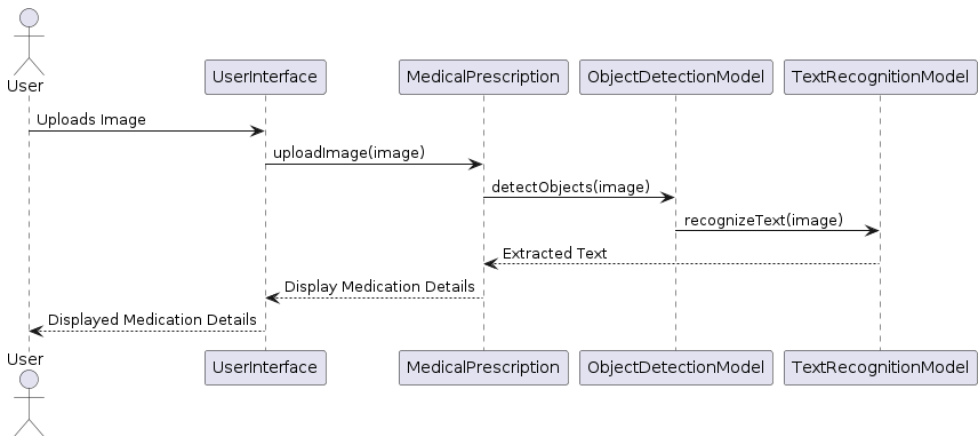 User
UserInterface
MedicalPrescription
ObjectDetectionModel
TextRecognitionModel
Uploads Image
uploadImage(image)
detectObjects(image)
recognizeText(image)
Extracted Text
Display Medication Details
Displayed Medication Details
User
UserInterface
MedicalPrescription
ObjectDetectionModel
TextRecognitionModel